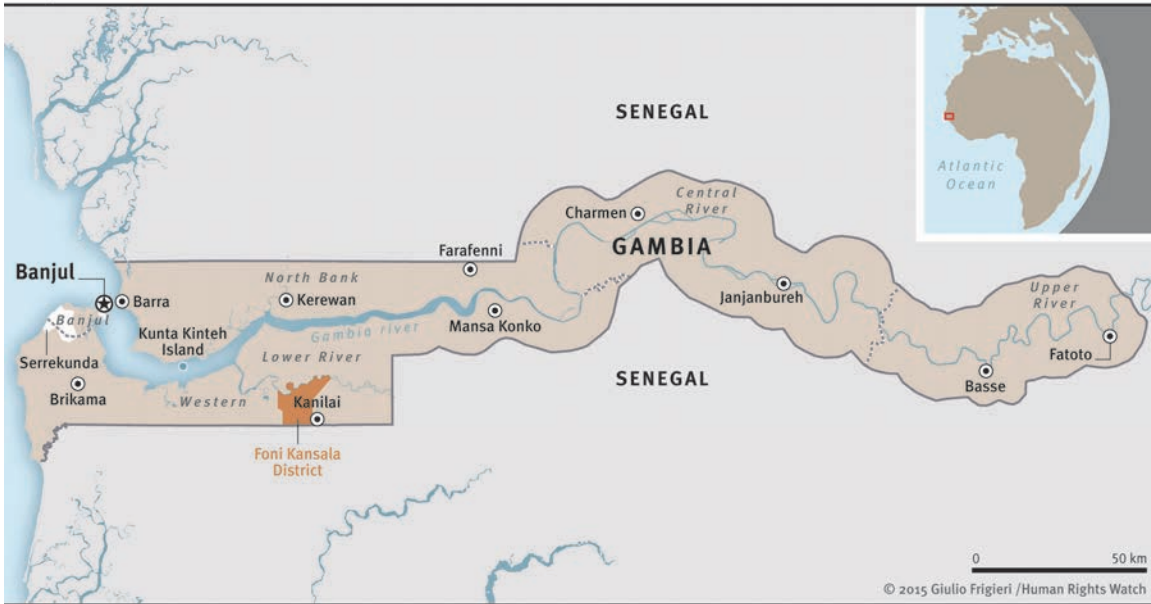 SENEGAL
Atlantic
Ocean
Central
River
Charmen
GAMBIA
Farafenni
Banjul
North Bank
Barra
Kerewan
Janjanbureh
Upper
River
Banjul
Gambia river
Mansa Konko
Kunta Kinteh
Island
Lower River
Serrekunda
Fatoto
SENEGAL
Basse
Brikama
Western
Kanilai
Foni Kansala
District
0 50 km
© 2015 Giulio Frigieri /Human Rights Watch